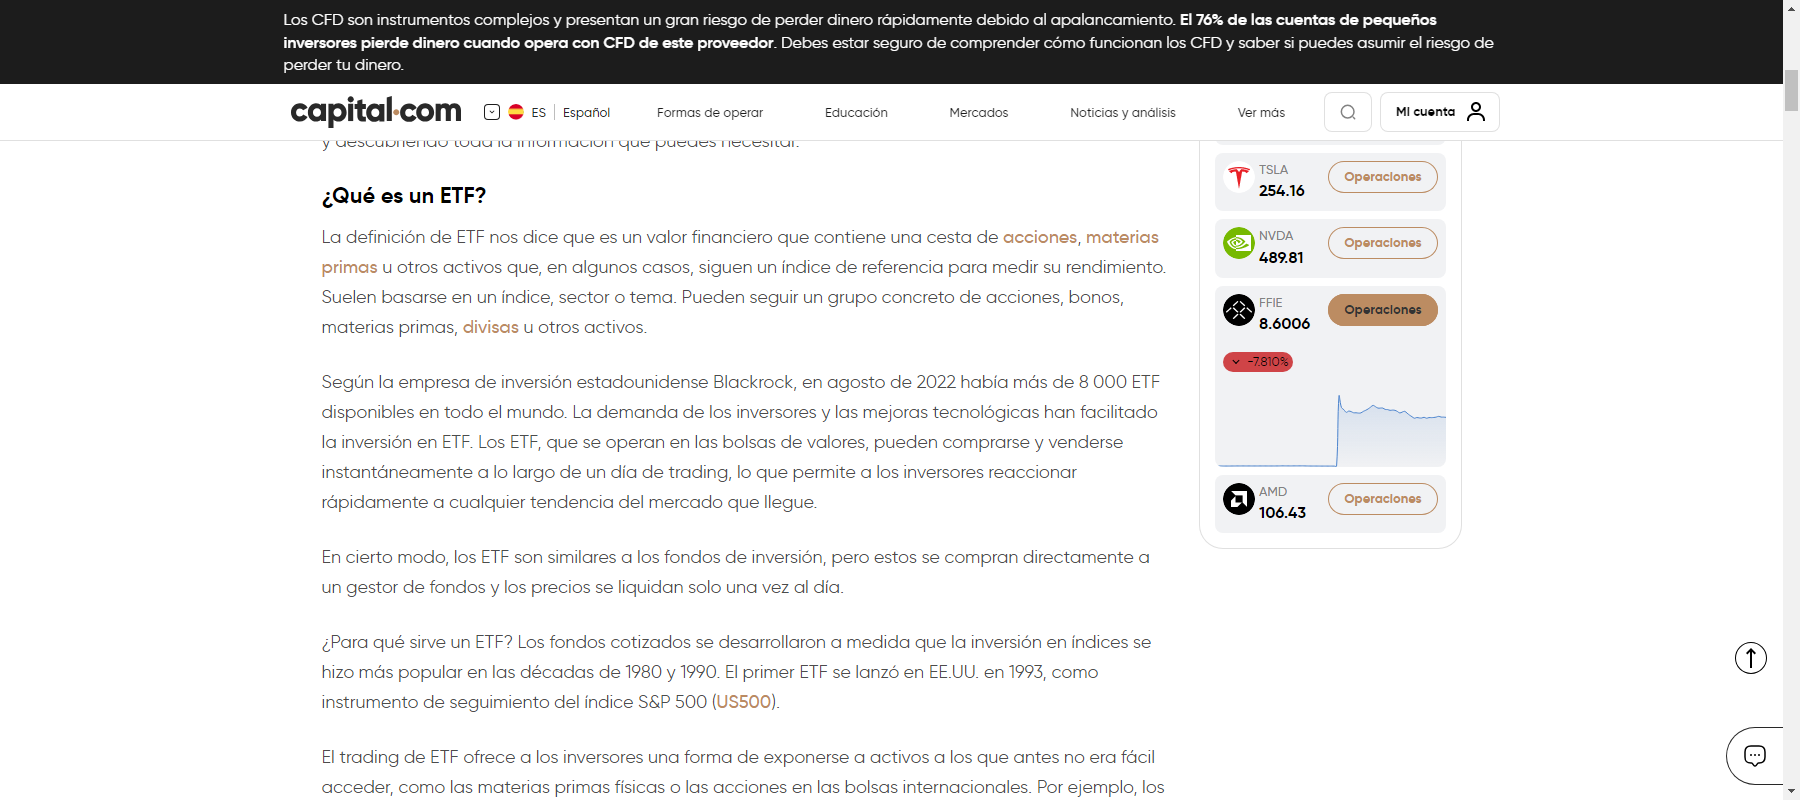 Los CFD son instrumentos complejos y presentan un gran riesgo de perder dinero rápidamente debido al apalancamiento. El 76% de las cuentas de pequeños
inversores pierde dinero cuando opera con CFD de este proveedor. Debes estar seguro de comprender cómo funcionan los CFD y saber si puedes asumir el riesgo de
perder tu dinero.
capital.com
ES | Español
Formas de operar
Educación
Mercados
Noticias y análisis
Ver más
Mi cuenta
y descubriendo toda la información que puedes necesitar.
¿Qué es un ETF?
La definición de ETF nos dice que es un valor financiero que contiene una cesta de acciones, materias
primas u otros activos que, en algunos casos, siguen un índice de referencia para medir su rendimiento.
Suelen basarse en un índice, sector o tema. Pueden seguir un grupo concreto de acciones, bonos,
materias primas, divisas u otros activos.
Según la empresa de inversión estadounidense Blackrock, en agosto de 2022 había más de 8 000 ETF
disponibles en todo el mundo. La demanda de los inversores y las mejoras tecnológicas han facilitado
la inversión en ETF. Los ETF, que se operan en las bolsas de valores, pueden comprarse y venderse
instantáneamente a lo largo de un día de trading, lo que permite a los inversores reaccionar
rápidamente a cualquier tendencia del mercado que llegue.
En cierto modo, los ETF son similares a los fondos de inversión, pero estos se compran directamente a
un gestor de fondos y los precios se liquidan solo una vez al día.
¿Para qué sirve un ETF? Los fondos cotizados se desarrollaron a medida que la inversión en índices se
hizo más popular en las décadas de 1980 y 1990. El primer ETF se lanzó en EE.UU. en 1993, como
instrumento de seguimiento del índice S&P 500 (US500).
El trading de ETF ofrece a los inversores una forma de exponerse a activos a los que antes no era fácil
acceder, como las materias primas físicas o las acciones en las bolsas internacionales. Por ejemplo, los
TSLA
254.16
Operaciones
NVDA
489.81
Operaciones
FFIE
8.6006
Operaciones
-7.810%
AMD
106.43
Operaciones